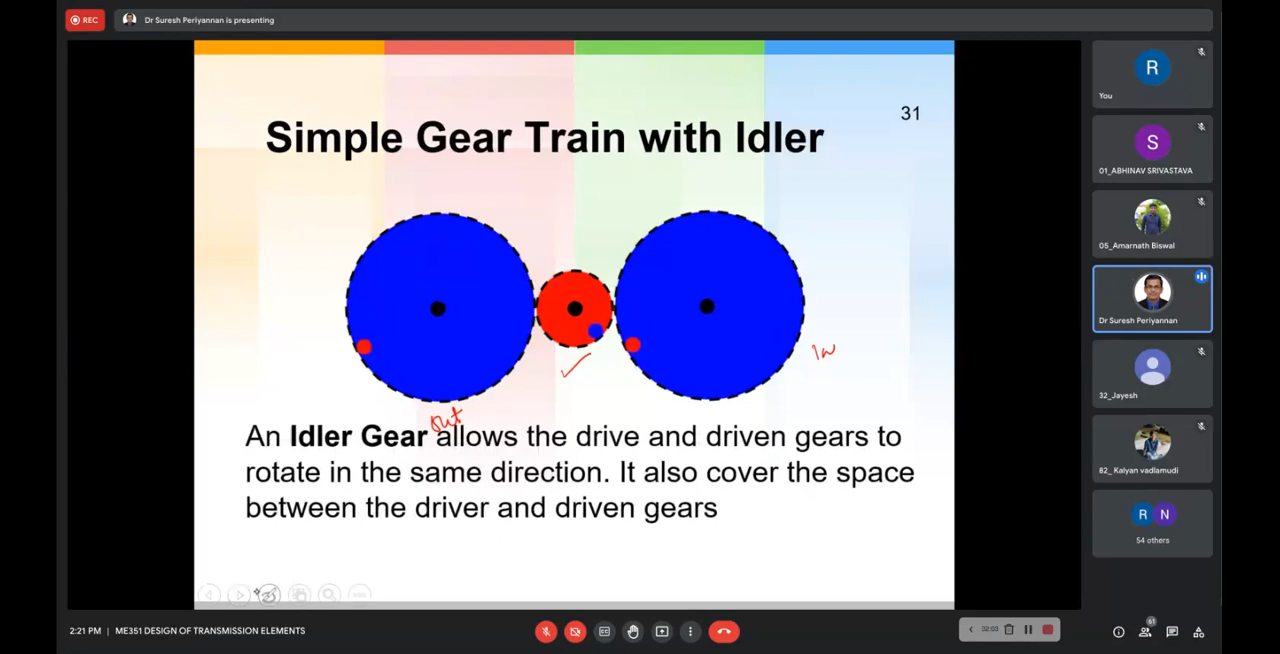 REC
Dr Suresh Periyannan is presenting
31
Simple Gear Train with Idler
R
You
S
01_ABHINAV SRIVASTAVA
05_Amarnath Biswal
Dr Suresh Periyannan
32_Jayesh
82_ Kalyan vadlamudi
R N
54 others
In
out
An Idler Gear allows the drive and driven gears to
rotate in the same direction. It also cover the space
between the driver and driven gears
2:21 PM | ME351 DESIGN OF TRANSMISSION ELEMENTS
32:03
61